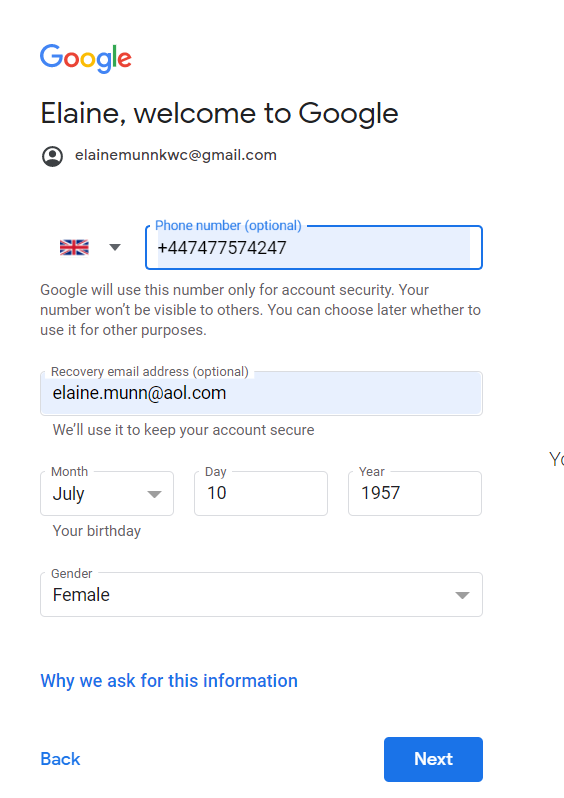 Google
Elaine, welcome to Google
elainemunnkwc@gmail.com
Phone number (optional)
+447477574247
Google will use this number only for account security. Your
number won't be visible to others. You can choose later whether to
use it for other purposes.
Recovery email address (optional)
elaine.munn@aol.com
We'll use it to keep your account secure
Month Day Year
July 10 1957
Your birthday
Gender
Female
Why we ask for this information
Back Next